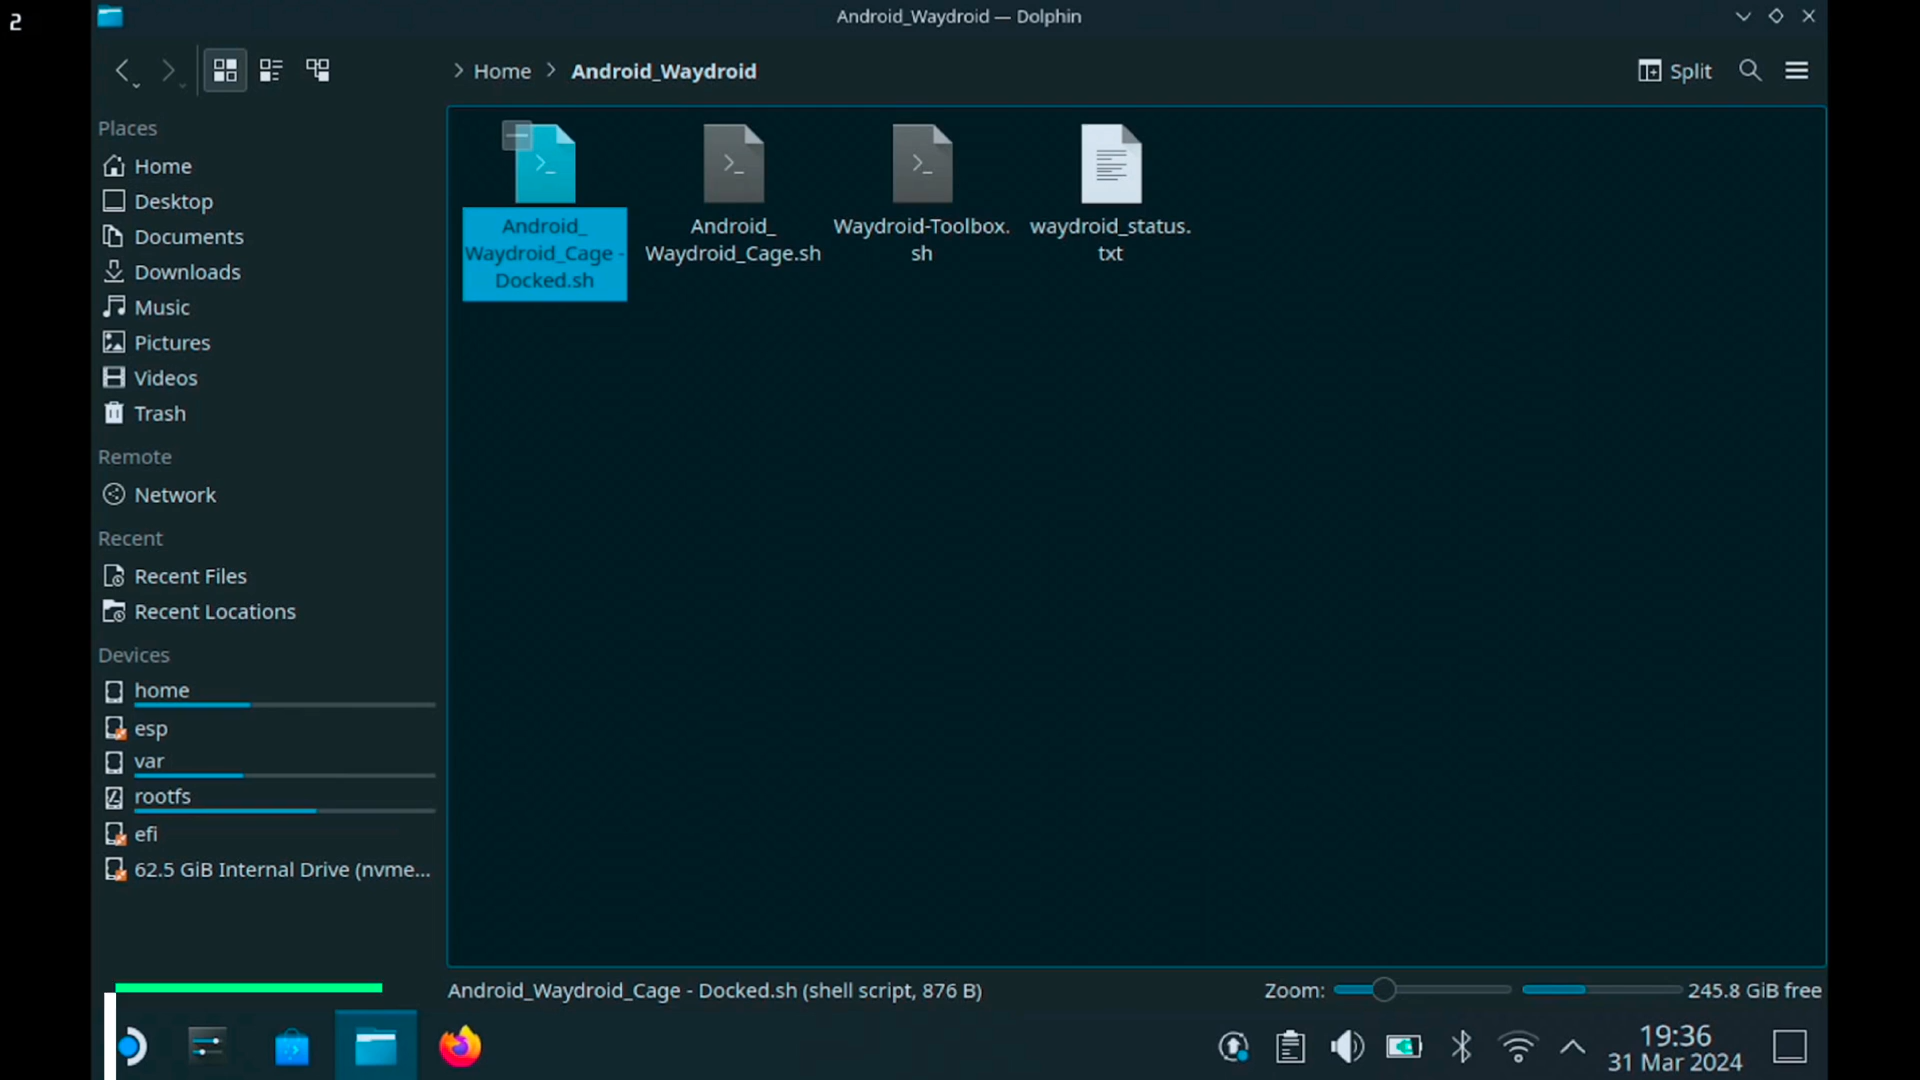 2
Android_Waydroid — Dolphin
Home
Android_Waydroid
Split
Places
Home
Desktop
Documents
Downloads
Music
Pictures
Videos
Trash
Remote
Network
Recent
Recent Files
Recent Locations
Devices
home
esp
var
rootfs
efi
62.5 GiB Internal Drive (nvme...
Android_
Waydroid_Cage -
Docked.sh
Android_
Waydroid_Cage.sh
Waydroid-Toolbox.
sh
waydroid_status.
txt
Android_Waydroid_Cage - Docked.sh (shell script, 876 B)
Zoom:
245.8 GiB free
19:36
31 Mar 2024